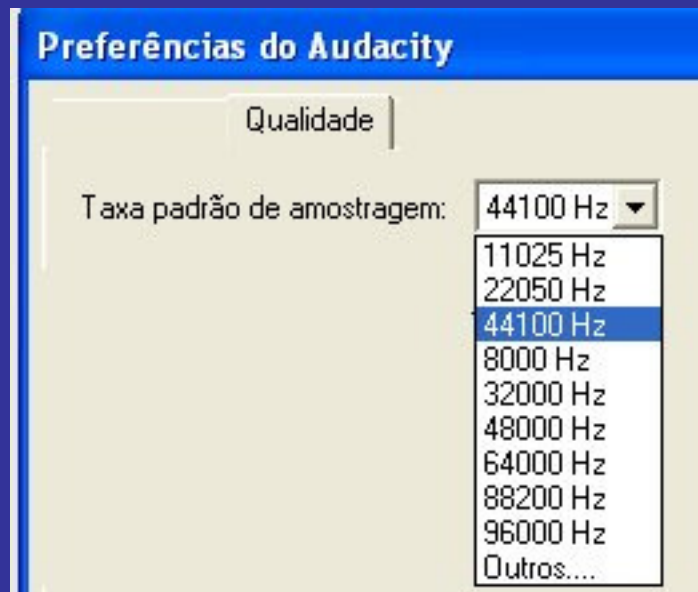 Preferências do Audacity
Qualidade
Taxa padrão de amostragem: 44100 Hz
11025 Hz
22050 Hz
44100 Hz
8000 Hz
32000 Hz
48000 Hz
64000 Hz
88200 Hz
96000 Hz
Outros....